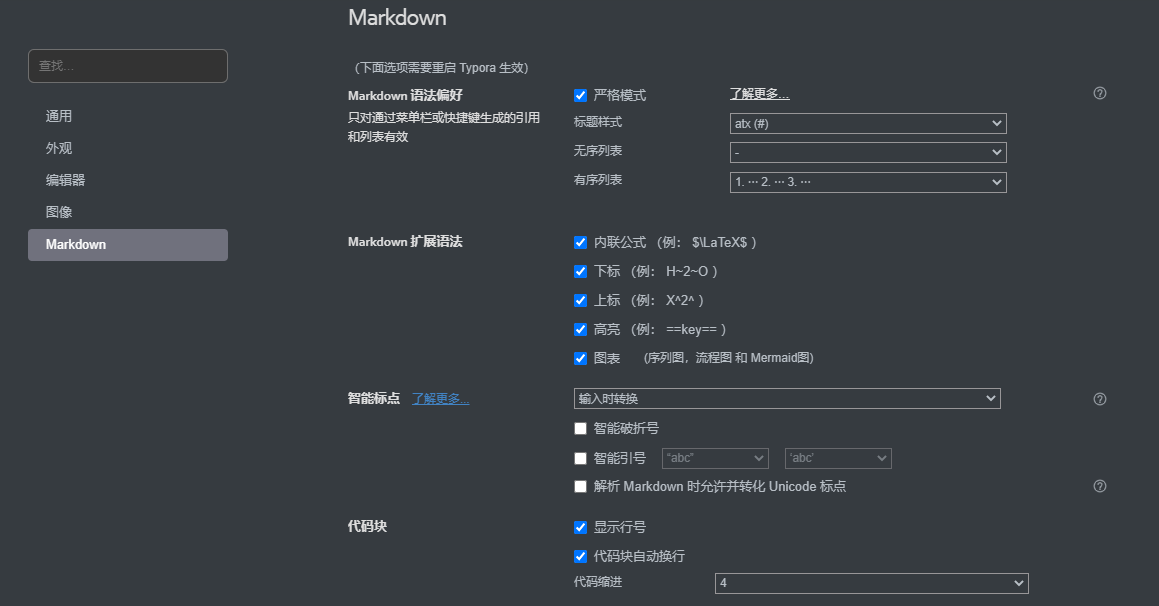 Markdown
查找...
(下面选项需要重启 Typora 生效)
Markdown 语法偏好
只对通过菜单栏或快捷键生成的引用
和列表有效
严格模式
了解更多...
标题样式
atx (#)
无序列表
-
有序列表
1. ··· 2. ··· 3. ···
通用
外观
编辑器
图像
Markdown
Markdown 扩展语法
内联公式 (例: $\LaTeX$ )
下标 (例: H~2~O )
上标 (例: X^2^ )
高亮 (例: ==key== )
图表 (序列图，流程图 和 Mermaid图)
智能标点 了解更多...
输入时转换
智能破折号
智能引号 “abc” ‘abc’
解析 Markdown 时允许并转化 Unicode 标点
代码块
显示行号
代码块自动换行
代码缩进
4